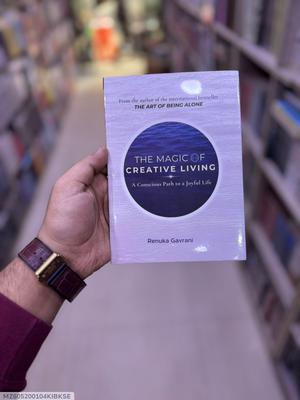 From the author of the international bestseller
THE ART OF BEING ALONE
THE MAGIC OF
CREATIVE LIVING
A Conscious Path to a Joyful Life
Renuka Gavrani
MZ605200104KIBKSE